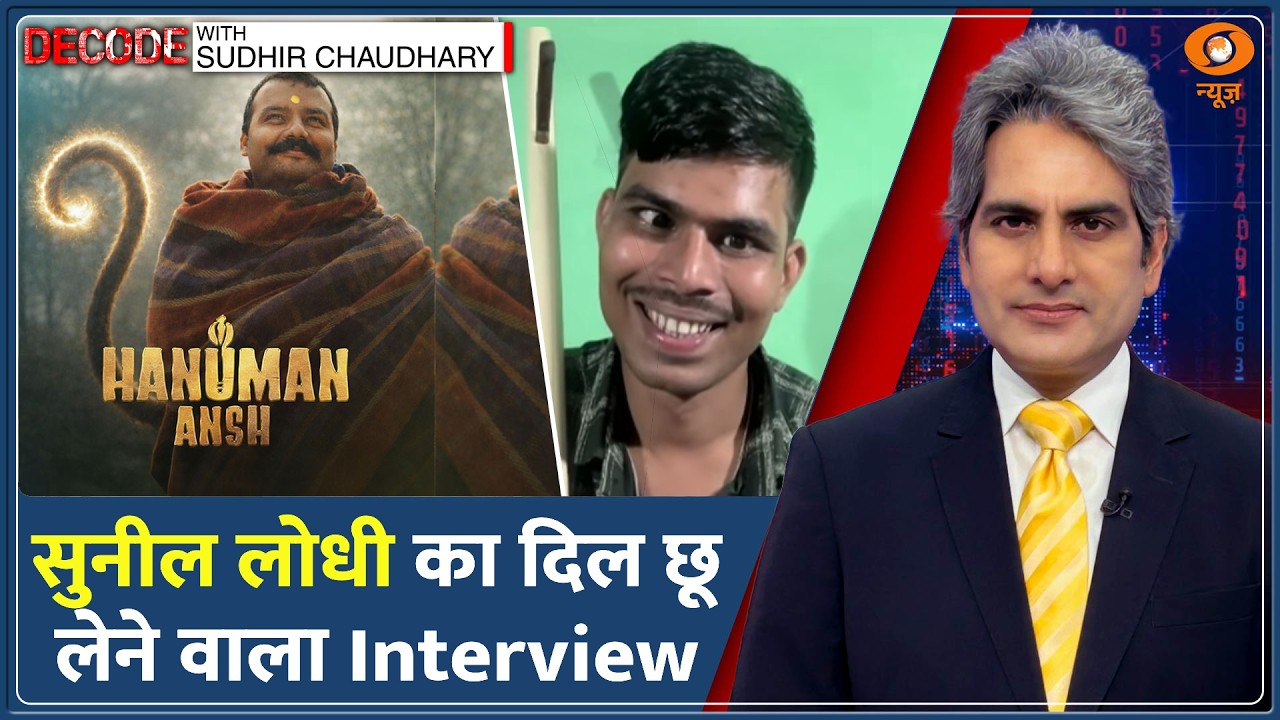 DECODE WITH
SUDHIR CHAUDHARY
न्यूज़
HANUMAN
ANSH
सुनील लोधी का दिल छू
लेने वाला Interview